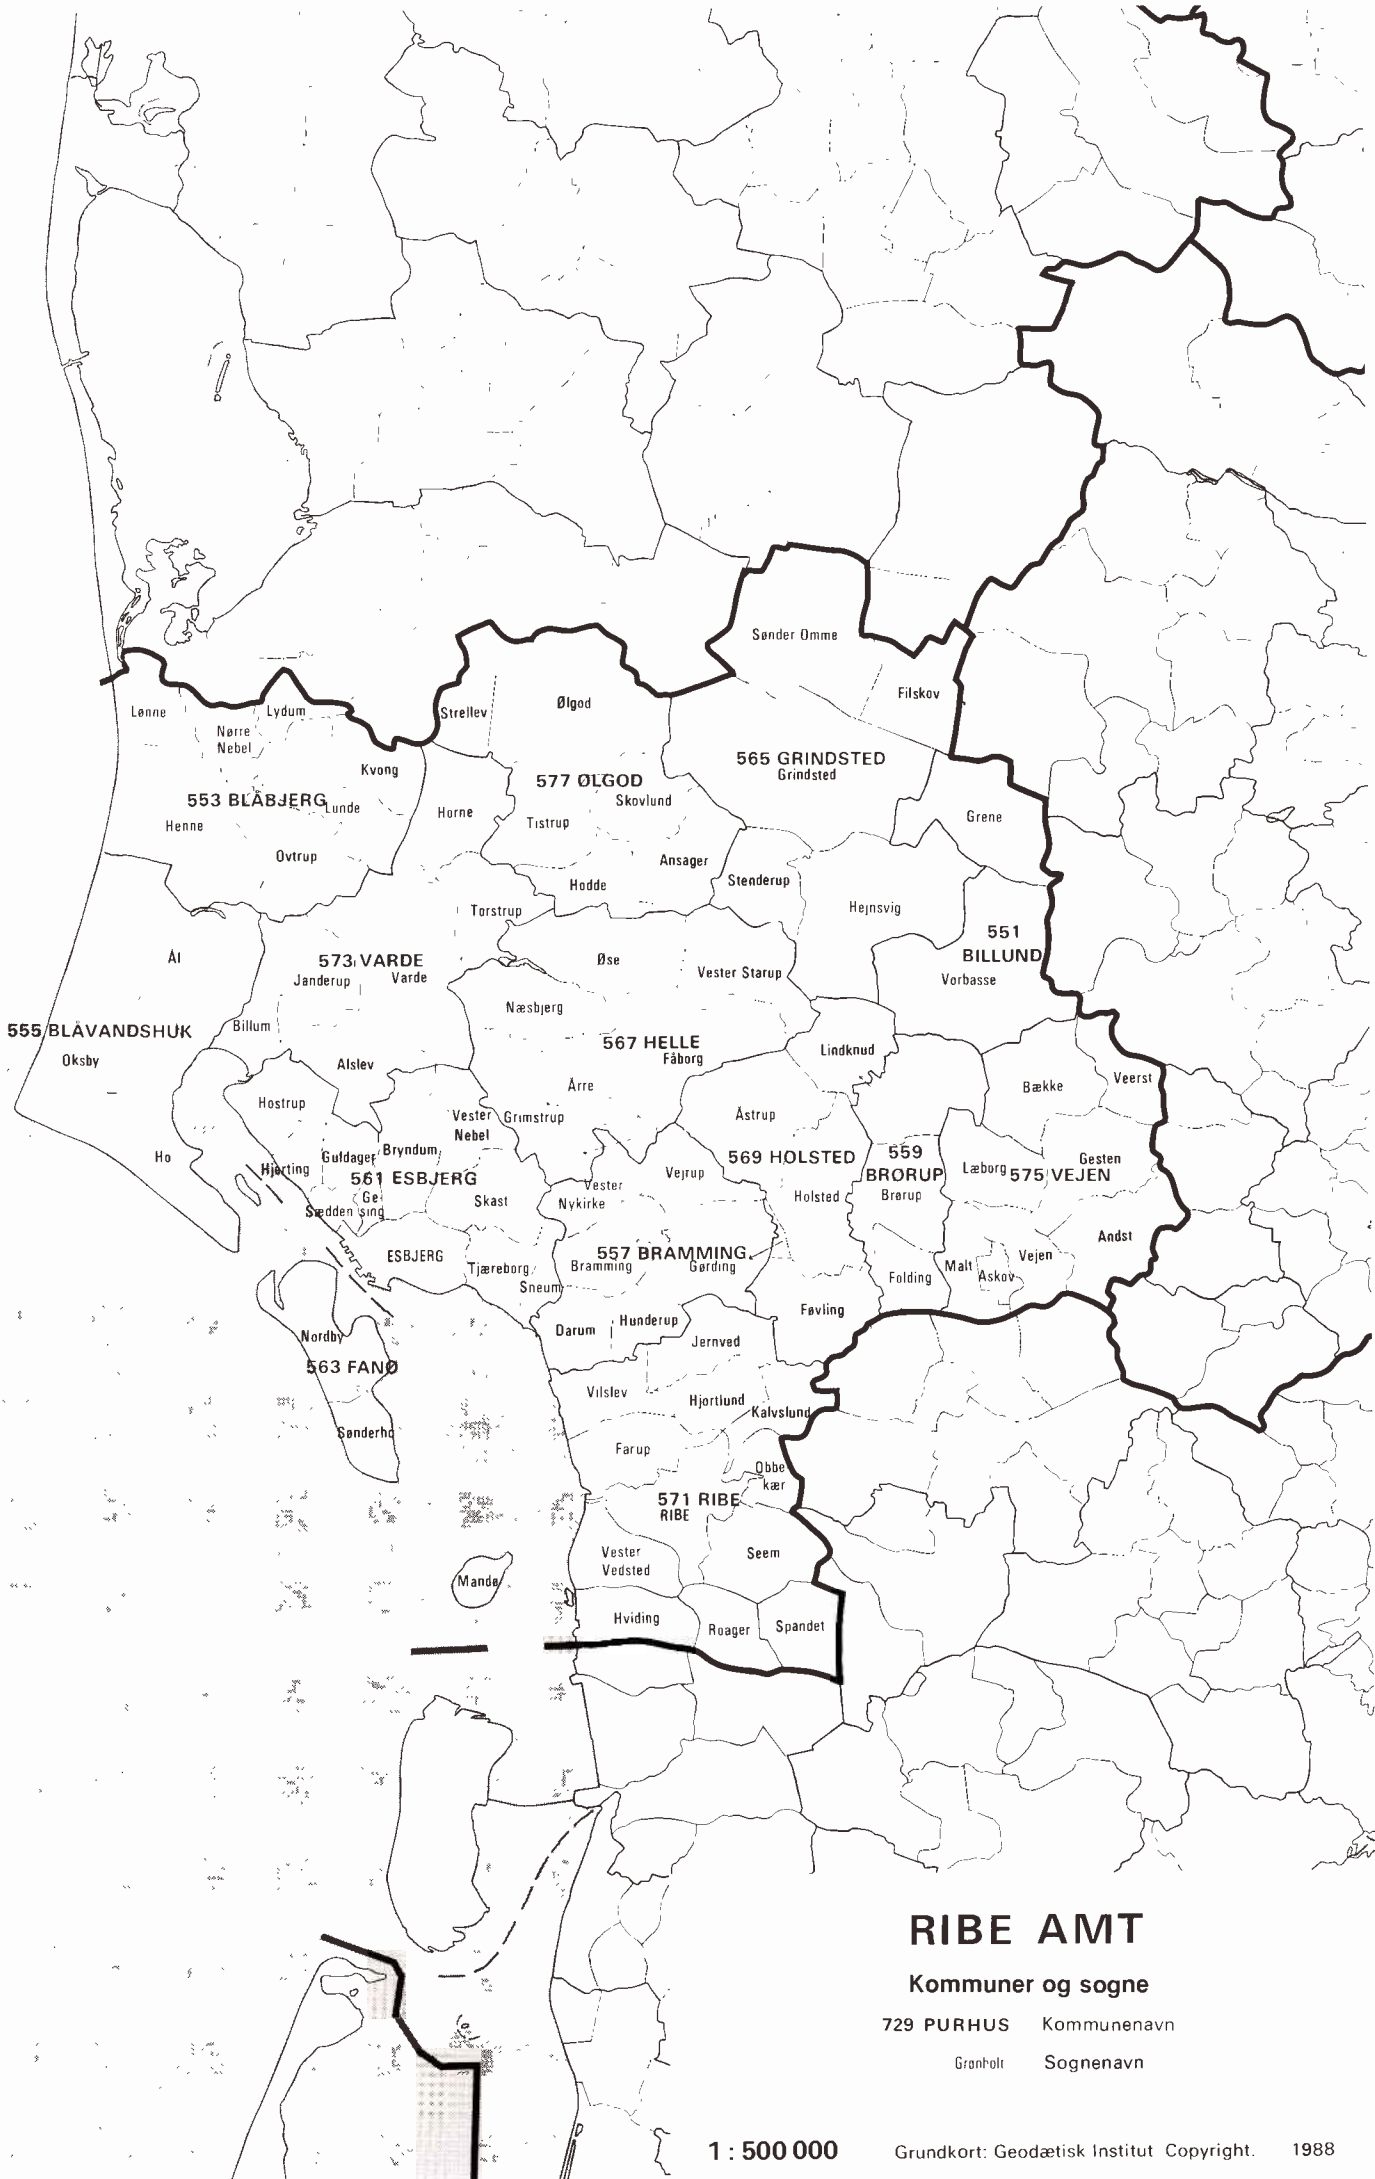 Sønder Omme
Filskov
Lønne
Lydum
Strellev
Ølgod
Nørre
Nebel
565 GRINDSTED
Grindsted
Kvong
577 ØLGOD
553 BLÅBJERG
Lunde
Skovlund
Henne
Horne
Tistrup
Grene
Ovtrup
Ansager
Hodde
Stenderup
Torstrup
Hejnsvig
551
BILLUND
Vorbasse
Ål
573 VARDE
Janderup
Varde
Øse
Vester Starup
Næsbjerg
555 BLÅVANDSHUK
Oksby
Billum
567 HELLE
Fåborg
Lindknud
Alslev
Årre
Bække
Veerst
Hostrup
Vester
Nebel
Grimstrup
Åstrup
Ho
Hjerting
Guldager
Bryndum
561 ESBJERG
Ge-
sing
Sædden
Skast
Vester
Nykirke
Vejrup
569 HOLSTED
Holsted
559
BRØRUP
Brørup
Læborg
575 VEJEN
Gesten
Andst
ESBJERG
Tjæreborg
Sneum
557 BRAMMING
Bramming
Gørding
Folding
Malt
Askov
Vejen
Nordby
563 FANØ
Sønderho
Darum
Hunderup
Jernved
Føvling
Vilslev
Hjortlund
Kalvslund
Farup
Obbe-
kær
571 RIBE
RIBE
Vester
Vedsted
Seem
Mandø
Hviding
Roager
Spandet
RIBE AMT
Kommuner og sogne
729 PURHUS Kommunenavn
Grønholt Sognenavn
1 : 500 000 Grundkort: Geodætisk Institut Copyright. 1988